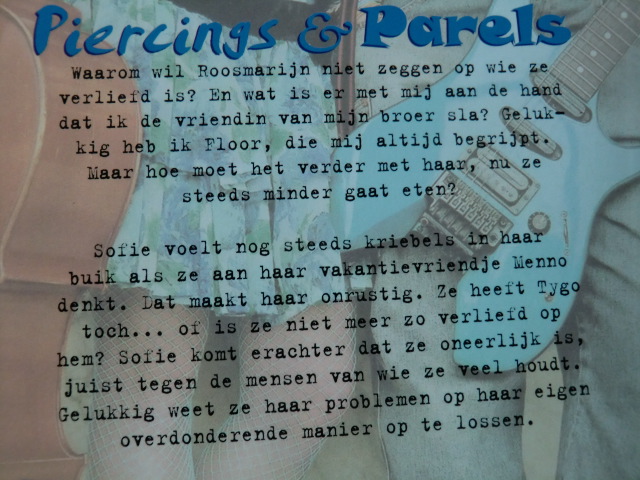 Piercings & Parels
Waarom wil Roosmarijn niet zeggen op wie ze
verliefd is? En wat is er met mij aan de hand
dat ik de vriendin van mijn broer sla? Geluk-
kig heb ik Floor, die mij altijd begrijpt.
Maar hoe moet het verder met haar, nu ze
steeds minder gaat eten?
Sofie voelt nog steeds kriebels in haar
buik als ze aan haar vakantievriendje Menno
denkt. Dat maakt haar onrustig. Ze heeft Tygo
toch... of is ze niet meer zo verliefd op
hem? Sofie komt erachter dat ze oneerlijk is,
juist tegen de mensen van wie ze veel houdt.
Gelukkig weet ze haar problemen op haar eigen
overdonderende manier op te lossen.